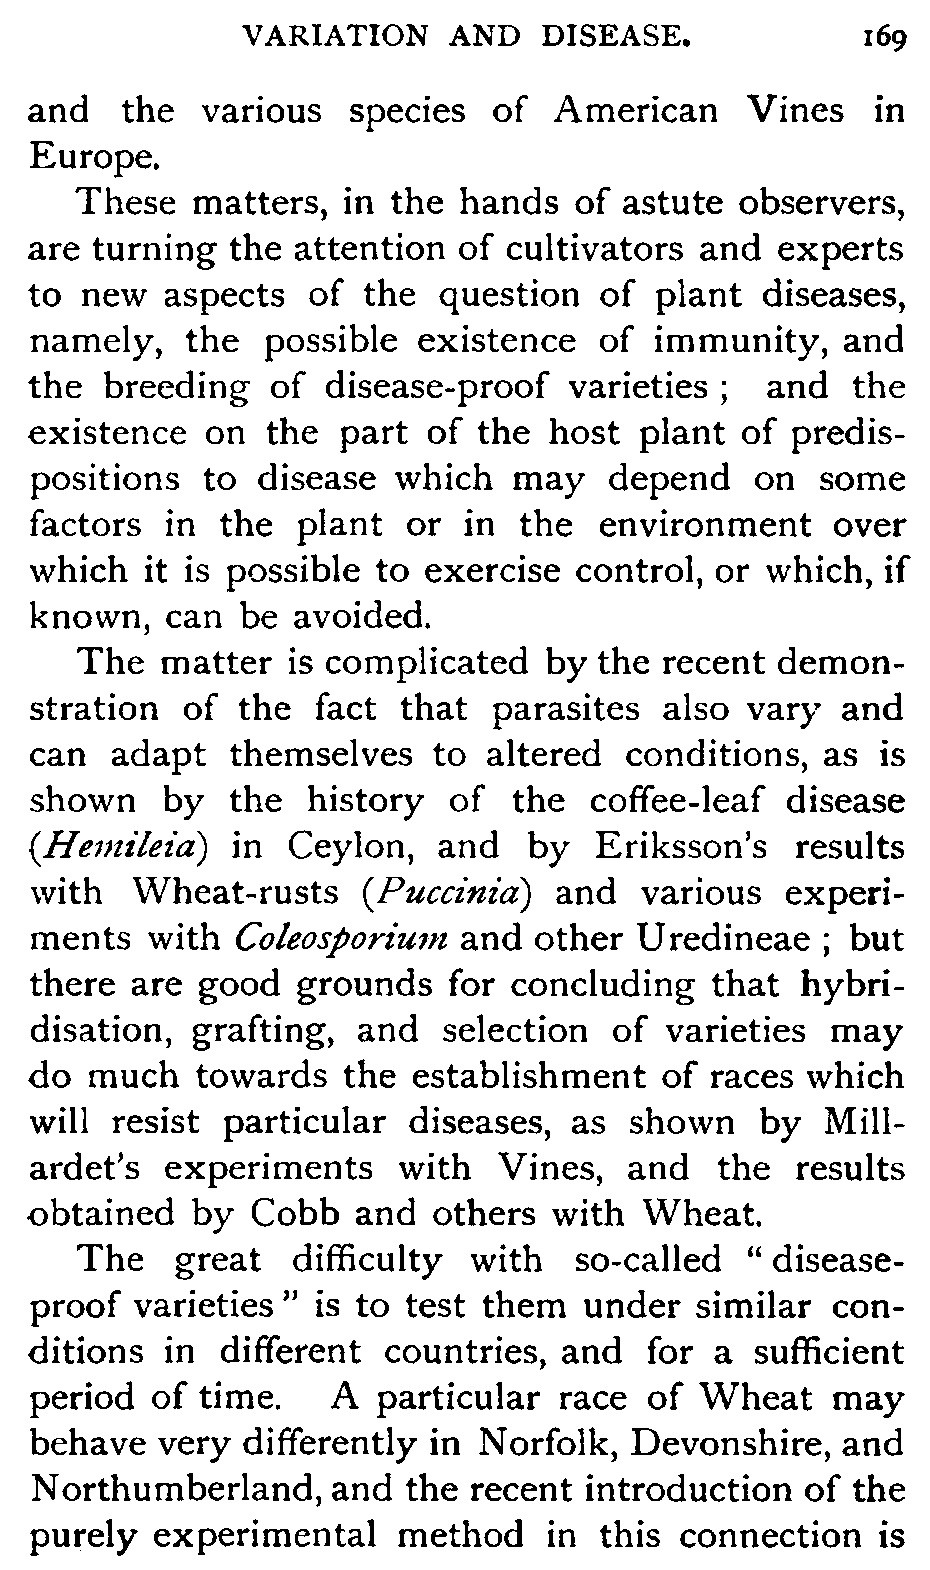 VARIATION AND DISEASE. 169
and the various species of American Vines in
Europe.
These matters, in the hands of astute observers,
are turning the attention of cultivators and experts
to new aspects of the question of plant diseases,
namely, the possible existence of immunity, and
the breeding of disease-proof varieties ; and the
existence on the part of the host plant of predis-
positions to disease which may depend on some
factors in the plant or in the environment over
which it is possible to exercise control, or which, if
known, can be avoided.
The matter is complicated by the recent demon-
stration of the fact that parasites also vary and
can adapt themselves to altered conditions, as is
shown by the history of the coffee-leaf disease
(Hemileia) in Ceylon, and by Eriksson's results
with Wheat-rusts (Puccinia) and various experi-
ments with Coleosporium and other Uredineae ; but
there are good grounds for concluding that hybri-
disation, grafting, and selection of varieties may
do much towards the establishment of races which
will resist particular diseases, as shown by Mill-
ardet's experiments with Vines, and the results
obtained by Cobb and others with Wheat.
The great difficulty with so-called “ disease-
proof varieties ” is to test them under similar con-
ditions in different countries, and for a sufficient
period of time. A particular race of Wheat may
behave very differently in Norfolk, Devonshire, and
Northumberland, and the recent introduction of the
purely experimental method in this connection is